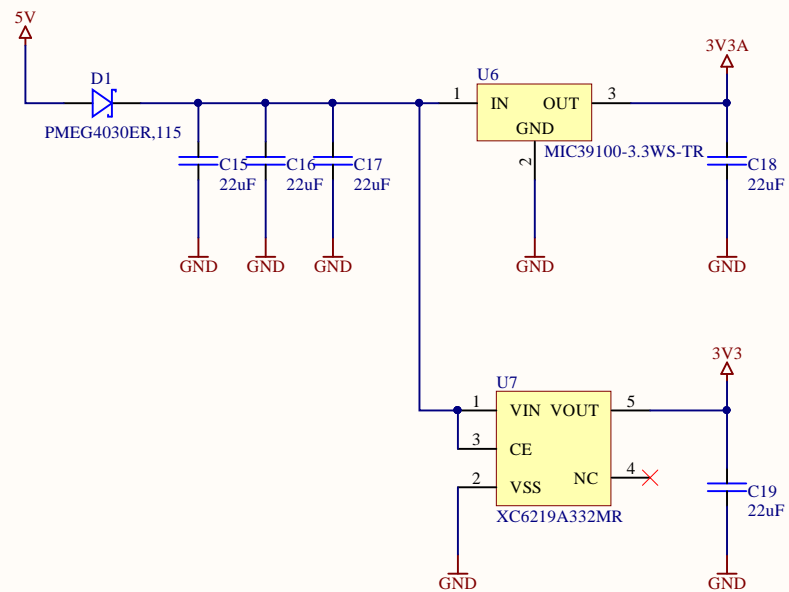 5V
D1
PMEG4030ER,115
C15
22uF
C16
22uF
C17
22uF
GND
GND
GND
U6
1
IN
OUT
3
GND
2
MIC39100-3.3WS-TR
GND
3V3A
C18
22uF
GND
U7
1
VIN
VOUT
5
3
CE
2
VSS
NC
4
XC6219A332MR
GND
3V3
C19
22uF
GND